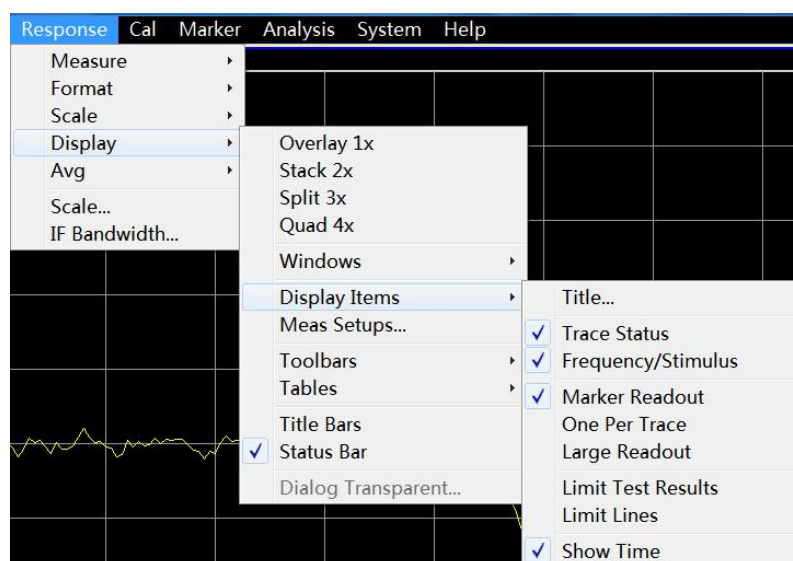 Response Cal Marker Analysis System Help
Measure
Format
Scale
Display
Avg
Scale...
IF Bandwidth...
Overlay 1x
Stack 2x
Split 3x
Quad 4x
Windows
Display Items
Meas Setups...
Toolbars
Tables
Title Bars
Status Bar
Dialog Transparent...
Title...
Trace Status
Frequency/Stimulus
Marker Readout
One Per Trace
Large Readout
Limit Test Results
Limit Lines
Show Time